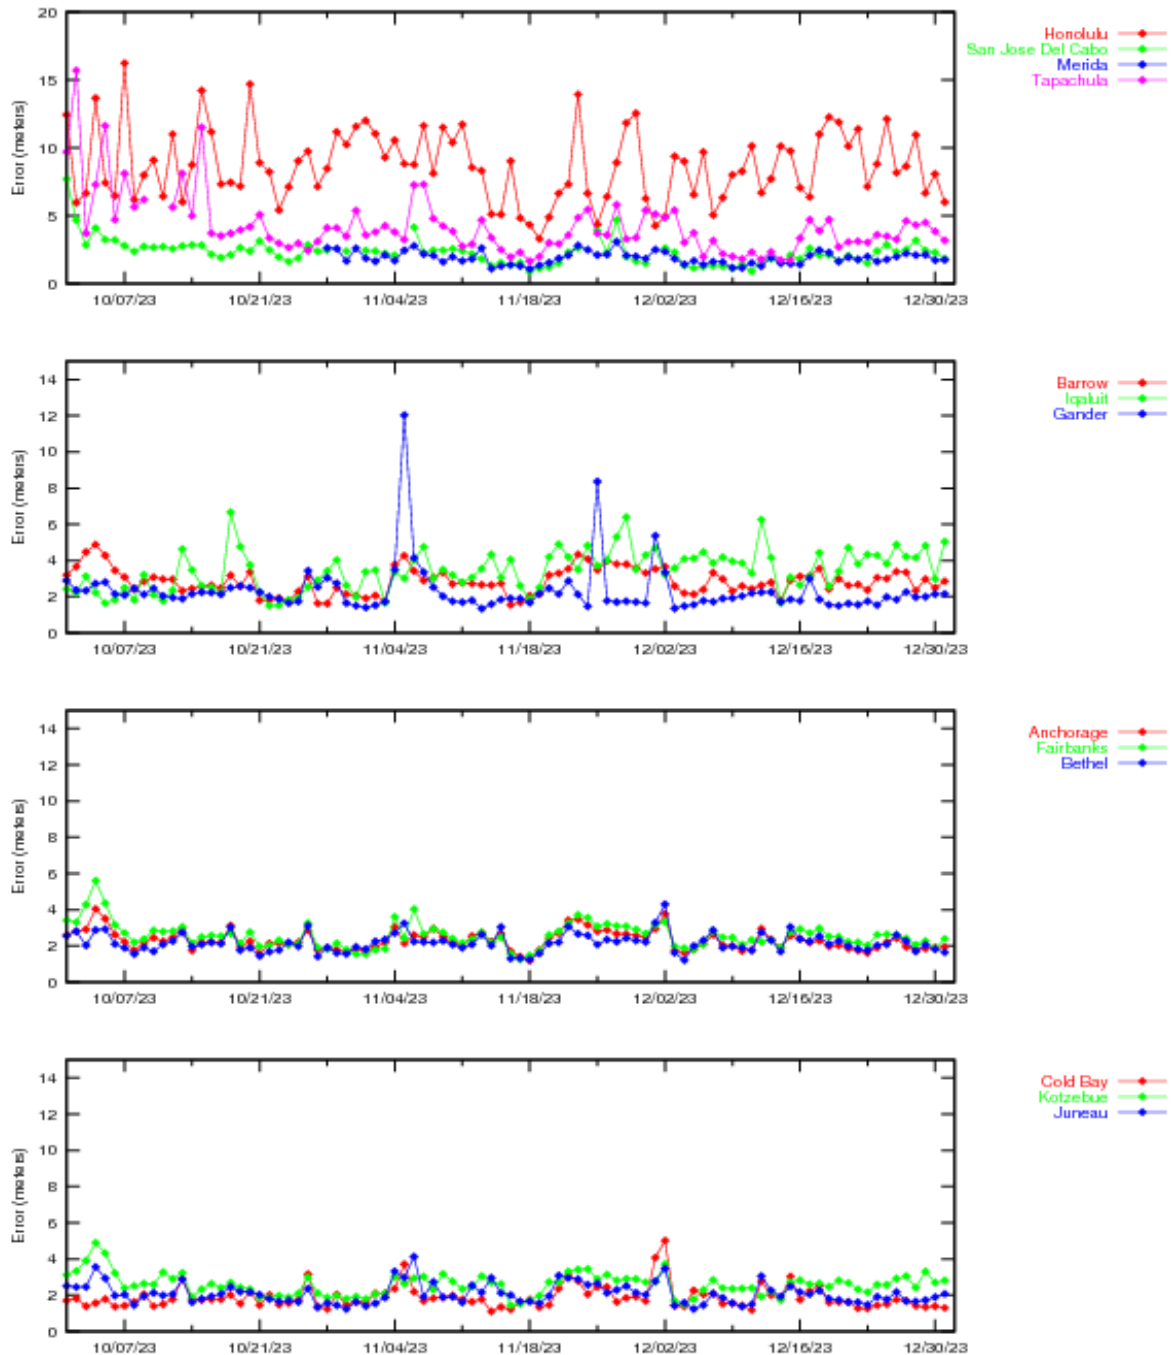 20
15
10
5
0
Error (meters)
10/07/23 10/21/23 11/04/23 11/18/23 12/02/23 12/16/23 12/30/23
Honolulu
San Jose Del Cabo
Merida
Tapachula
14
12
10
8
6
4
2
0
Error (meters)
10/07/23 10/21/23 11/04/23 11/18/23 12/02/23 12/16/23 12/30/23
Barrow
Iqaluit
Gander
14
12
10
8
6
4
2
0
Error (meters)
10/07/23 10/21/23 11/04/23 11/18/23 12/02/23 12/16/23 12/30/23
Anchorage
Fairbanks
Bethel
14
12
10
8
6
4
2
0
Error (meters)
10/07/23 10/21/23 11/04/23 11/18/23 12/02/23 12/16/23 12/30/23
Cold Bay
Kotzebue
Juneau